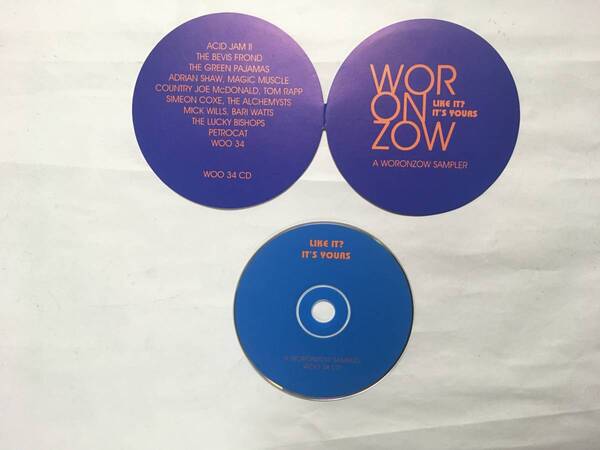 ACID JAM II
THE BEVIS FROND
THE GREEN PAJAMAS
ADRIAN SHAW, MAGIC MUSCLE
COUNTRY JOE McDONALD, TOM RAPP
SIMEON COXE, THE ALCHEMYSTS
MICK WILLS, BARI WATTS
THE LUCKY BISHOPS
PETROCAT
WOO 34
WOO 34 CD
WOR
ON
ZOW
LIKE IT?
IT'S YOURS
A WORONZOW SAMPLER
LIKE IT?
IT'S YOURS
A WORONZOW SAMPLER
WOO 34 CD